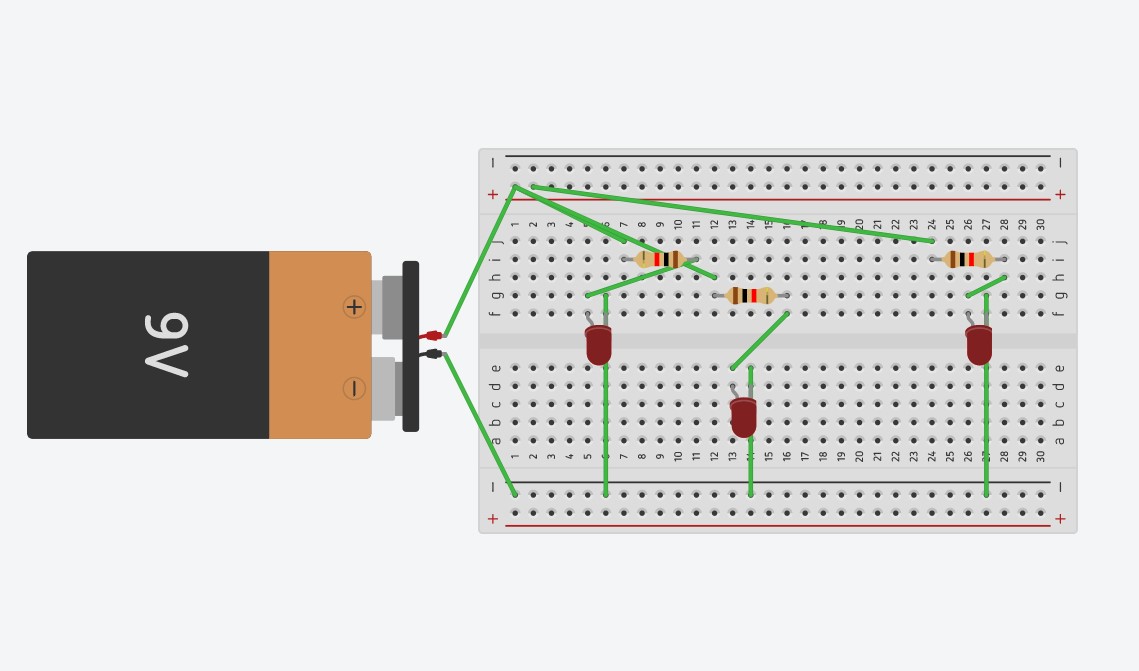 9V
+
−
− −
+ +
1 2 3 4 5 6 7 8 9 10 11 12 13 14 15 16 17 18 19 20 21 22 23 24 25 26 27 28 29 30
j j
i i
h h
g g
f f
e e
d d
c c
b b
a a
1 2 3 4 5 6 7 8 9 10 11 12 13 14 15 16 17 18 19 20 21 22 23 24 25 26 27 28 29 30
− −
+ +